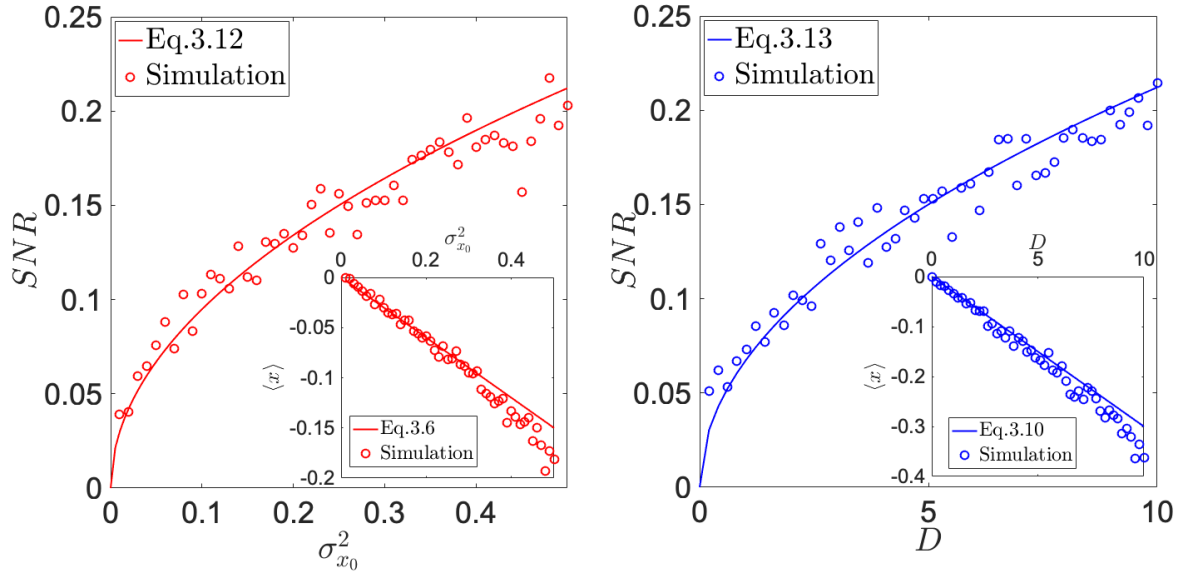 0.25
0.2
0.15
0.1
0.05
0
SNR
Eq.3.12
Simulation
0 0.1 0.2 0.3 0.4
σ²ₓ₀
σ²ₓ₀
0 0.2 0.4
0
-0.05
-0.1
-0.15
-0.2
⟨x⟩
Eq.3.6
Simulation
0.25
0.2
0.15
0.1
0.05
0
SNR
Eq.3.13
Simulation
0 5 10
D
D
0 5 10
0
-0.1
-0.2
-0.3
-0.4
⟨x⟩
Eq.3.10
Simulation